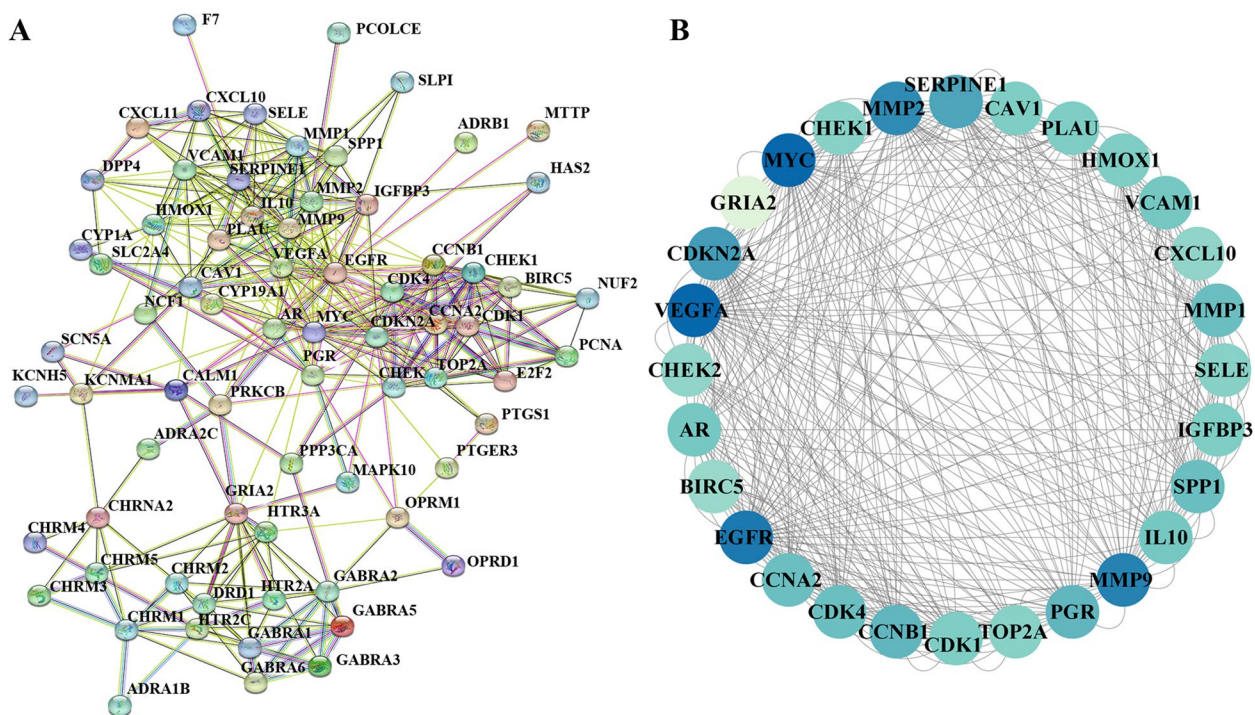 A
F7
PCOLCE
SLPI
CXCL10
CXCL11
SELE
MMP1
ADRB1
MTTP
SPP1
VCAM1
DPP4
SERPINE1
MMP2
IGFBP3
HAS2
IL10
HMOX1
MMP9
PLAU
CYP1A
SLC2A4
VEGFA
EGFR
CCNB1
CHEK1
CAV1
CDK4
BIRC5
NUF2
CYP19A1
NCF1
AR
MYC
CCNA2
CDK1
CDKN2A
SCN5A
PCNA
PGR
TOP2A
E2F2
CHEK
KCNH5
KCNMA1
CALM1
PRKCB
PTGS1
ADRA2C
PPP3CA
PTGER3
MAPK10
GRIA2
OPRM1
CHRNA2
HTR3A
CHRM4
CHRM5
CHRM2
OPRD1
CHRM3
DRD1
HTR2A
GABRA2
CHRM1
HTR2C
GABRA5
GABRA1
GABRA3
GABRA6
ADRA1B
B
SERPINE1
MMP2
CAV1
CHEK1
PLAU
MYC
HMOX1
GRIA2
VCAM1
CDKN2A
CXCL10
VEGFA
MMP1
CHEK2
SELE
AR
IGFBP3
BIRC5
SPP1
EGFR
IL10
CCNA2
MMP9
CDK4
PGR
CCNB1
TOP2A
CDK1